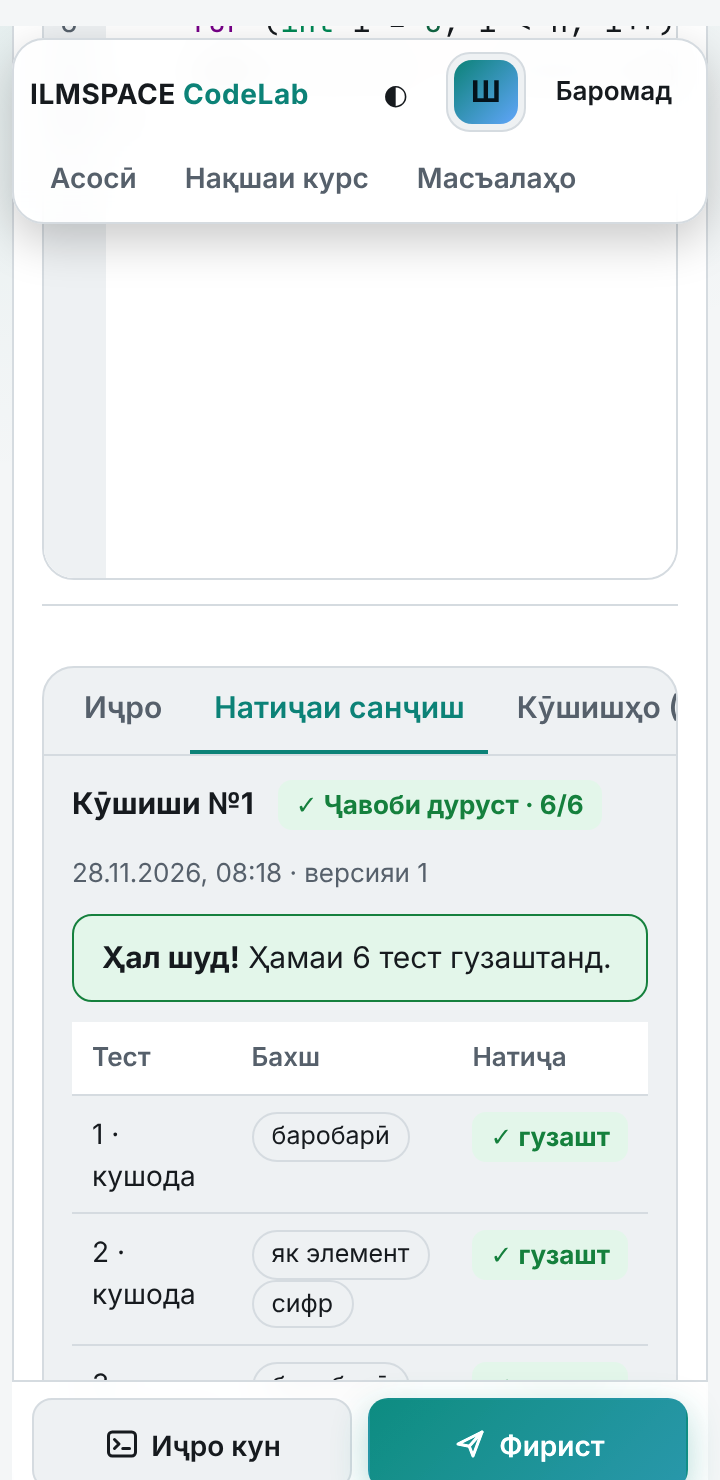 ILMSPACE CodeLab ◐ Ш Баромад
Асосӣ Нақшаи курс Масъалаҳо
Иҷро Натиҷаи санҷиш Кӯшишҳо (
Кӯшиши №1 ✓ Ҷавоби дуруст · 6/6
28.11.2026, 08:18 · версияи 1
Ҳал шуд! Ҳамаи 6 тест гузаштанд.
Тест Бахш Натиҷа
1 · баробарӣ ✓ гузашт
кушода
2 · як элемент ✓ гузашт
кушода сифр
Иҷро кун Фирист